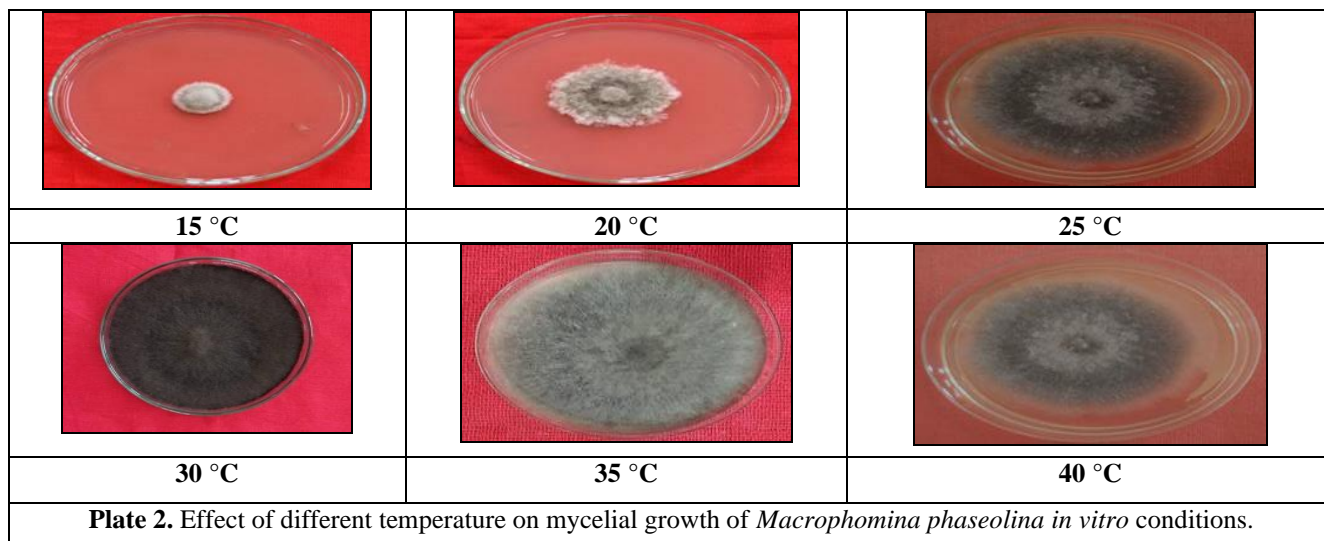 15 °C
20 °C
25 °C
30 °C
35 °C
40 °C
Plate 2. Effect of different temperature on mycelial growth of Macrophomina phaseolina in vitro conditions.